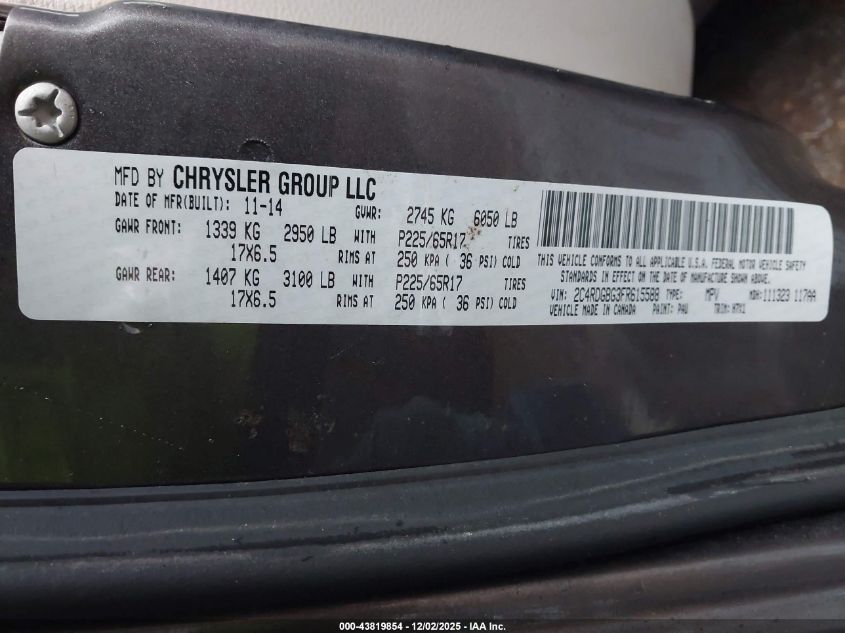 MFD BY CHRYSLER GROUP LLC
DATE OF MFR(BUILT): 11-14 GVWR: 2745 KG 6050 LB
GAWR FRONT: 1339 KG 2950 LB WITH P225/65R17 TIRES
17X6.5 RIMS AT 250 KPA ( 36 PSI) COLD
GAWR REAR: 1407 KG 3100 LB WITH P225/65R17 TIRES
17X6.5 RIMS AT 250 KPA ( 36 PSI) COLD
THIS VEHICLE CONFORMS TO ALL APPLICABLE U.S.A. FEDERAL MOTOR VEHICLE SAFETY
STANDARDS IN EFFECT ON THE DATE OF MANUFACTURE SHOWN ABOVE.
VIN: 2C4RDGBG3FR615588 TYPE: MPV MDH:111323 117AA
VEHICLE MADE IN CANADA PAINT: PAU TRIM:
000-43819854 - 12/02/2025 - IAA Inc.